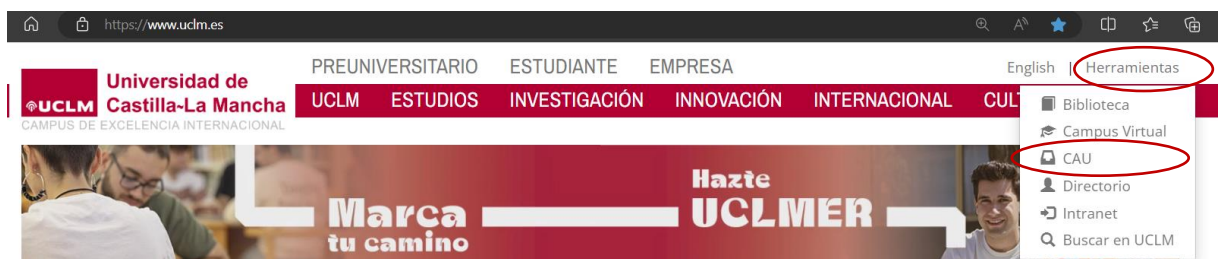 https://www.uclm.es
PREUNIVERSITARIO ESTUDIANTE EMPRESA
English | Herramientas
Universidad de
Castilla-La Mancha
UCLM
CAMPUS DE EXCELENCIA INTERNACIONAL
UCLM ESTUDIOS INVESTIGACIÓN INNOVACIÓN INTERNACIONAL CULT
Biblioteca
Campus Virtual
CAU
Directorio
Intranet
Buscar en UCLM
Marca
tu camino
Hazte
UCLMER